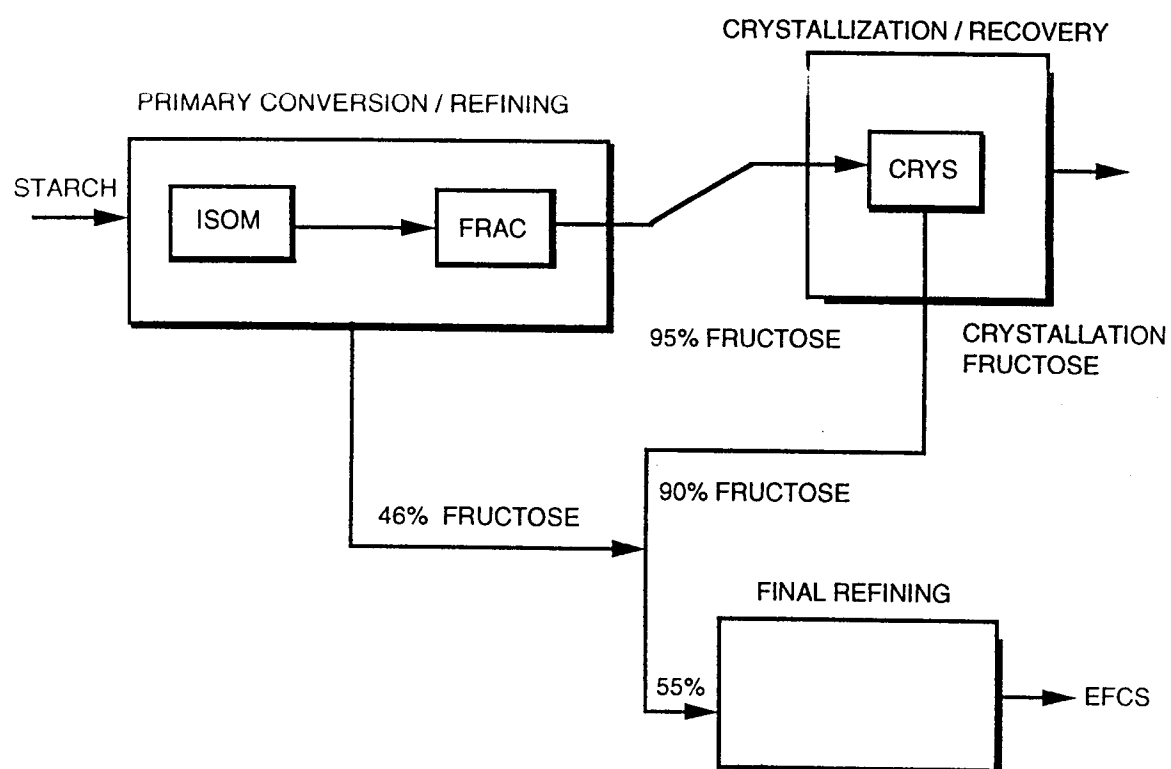 CRYSTALLIZATION / RECOVERY
PRIMARY CONVERSION / REFINING
STARCH
ISOM
FRAC
CRYS
95% FRUCTOSE
CRYSTALLATION
FRUCTOSE
90% FRUCTOSE
46% FRUCTOSE
FINAL REFINING
55%
EFCS